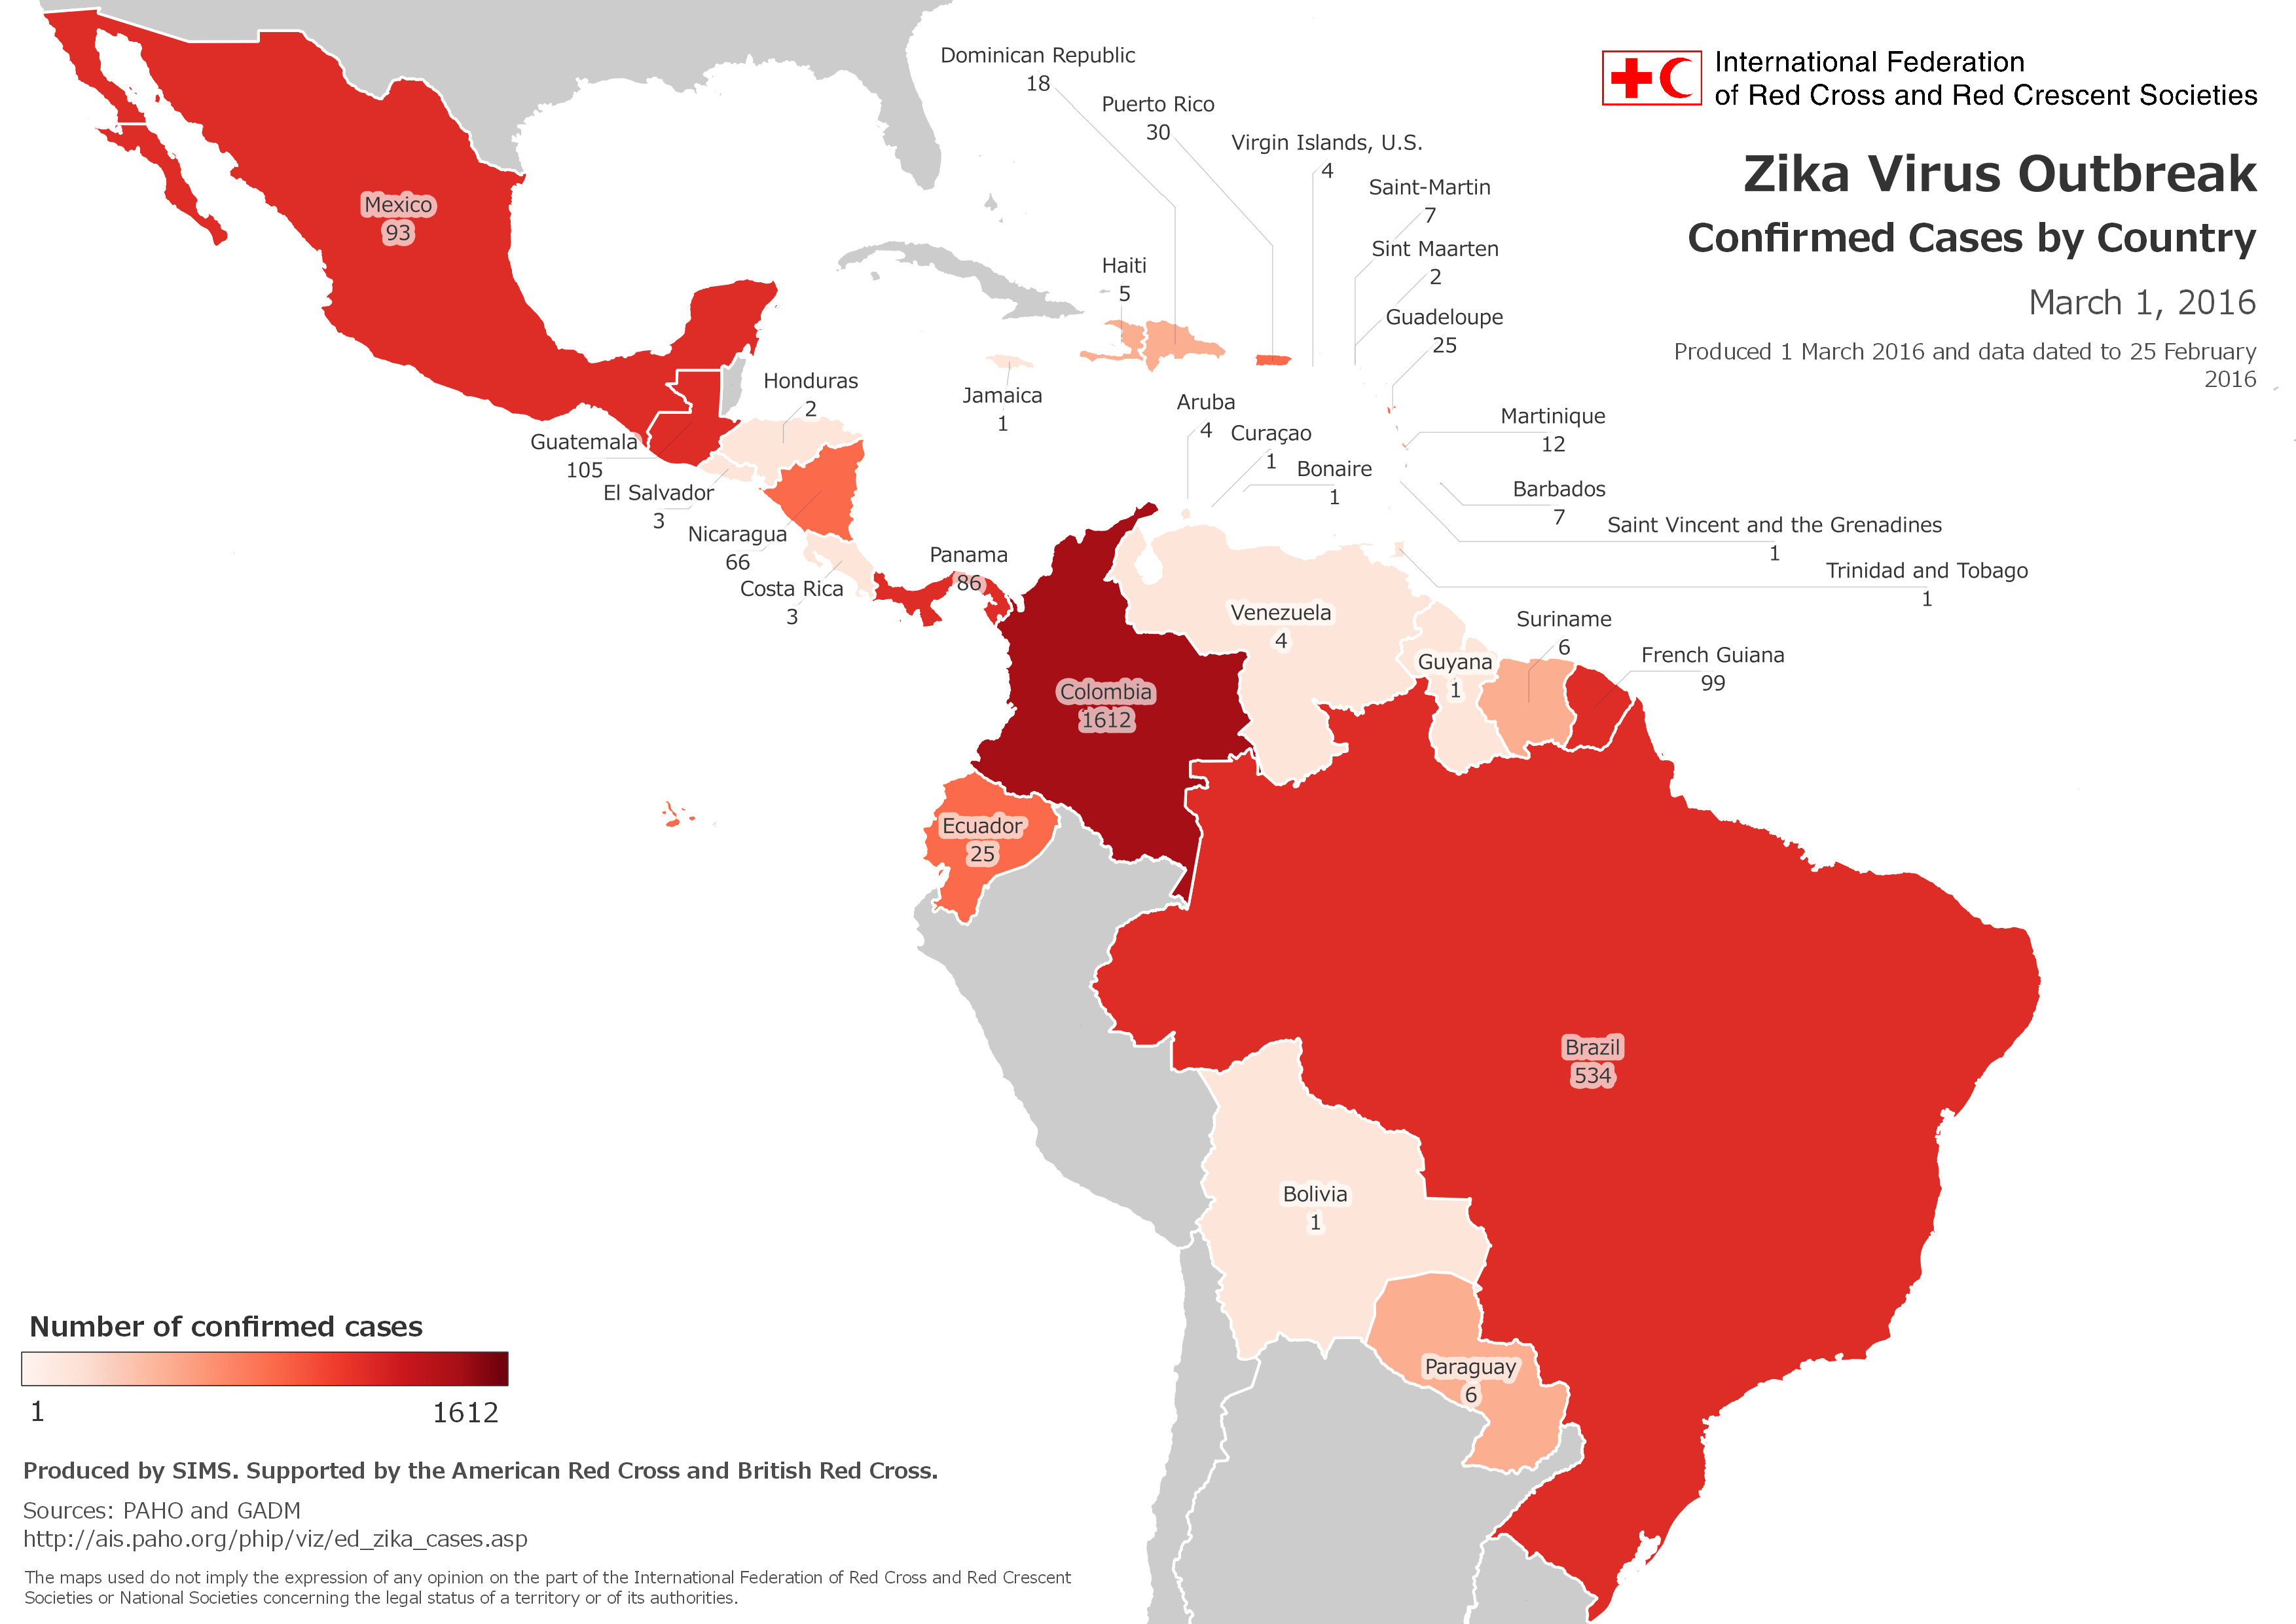 International Federation
of Red Cross and Red Crescent Societies
Zika Virus Outbreak
Confirmed Cases by Country
March 1, 2016
Produced 1 March 2016 and data dated to 25 February
2016
Dominican Republic
18
Puerto Rico
30
Virgin Islands, U.S.
4
Saint-Martin
7
Sint Maarten
2
Guadeloupe
25
Haiti
5
Mexico
93
Jamaica
1
Honduras
2
Aruba
4
Curaçao
1
Bonaire
1
Martinique
12
Barbados
7
Saint Vincent and the Grenadines
1
Trinidad and Tobago
1
Guatemala
105
El Salvador
3
Nicaragua
66
Costa Rica
3
Panama
86
Venezuela
4
Guyana
1
Suriname
6
French Guiana
99
Colombia
1612
Ecuador
25
Brazil
534
Bolivia
1
Paraguay
6
Number of confirmed cases
1 1612
Produced by SIMS. Supported by the American Red Cross and British Red Cross.
Sources: PAHO and GADM
http://ais.paho.org/phip/viz/ed_zika_cases.asp
The maps used do not imply the expression of any opinion on the part of the International Federation of Red Cross and Red Crescent
Societies or National Societies concerning the legal status of a territory or of its authorities.